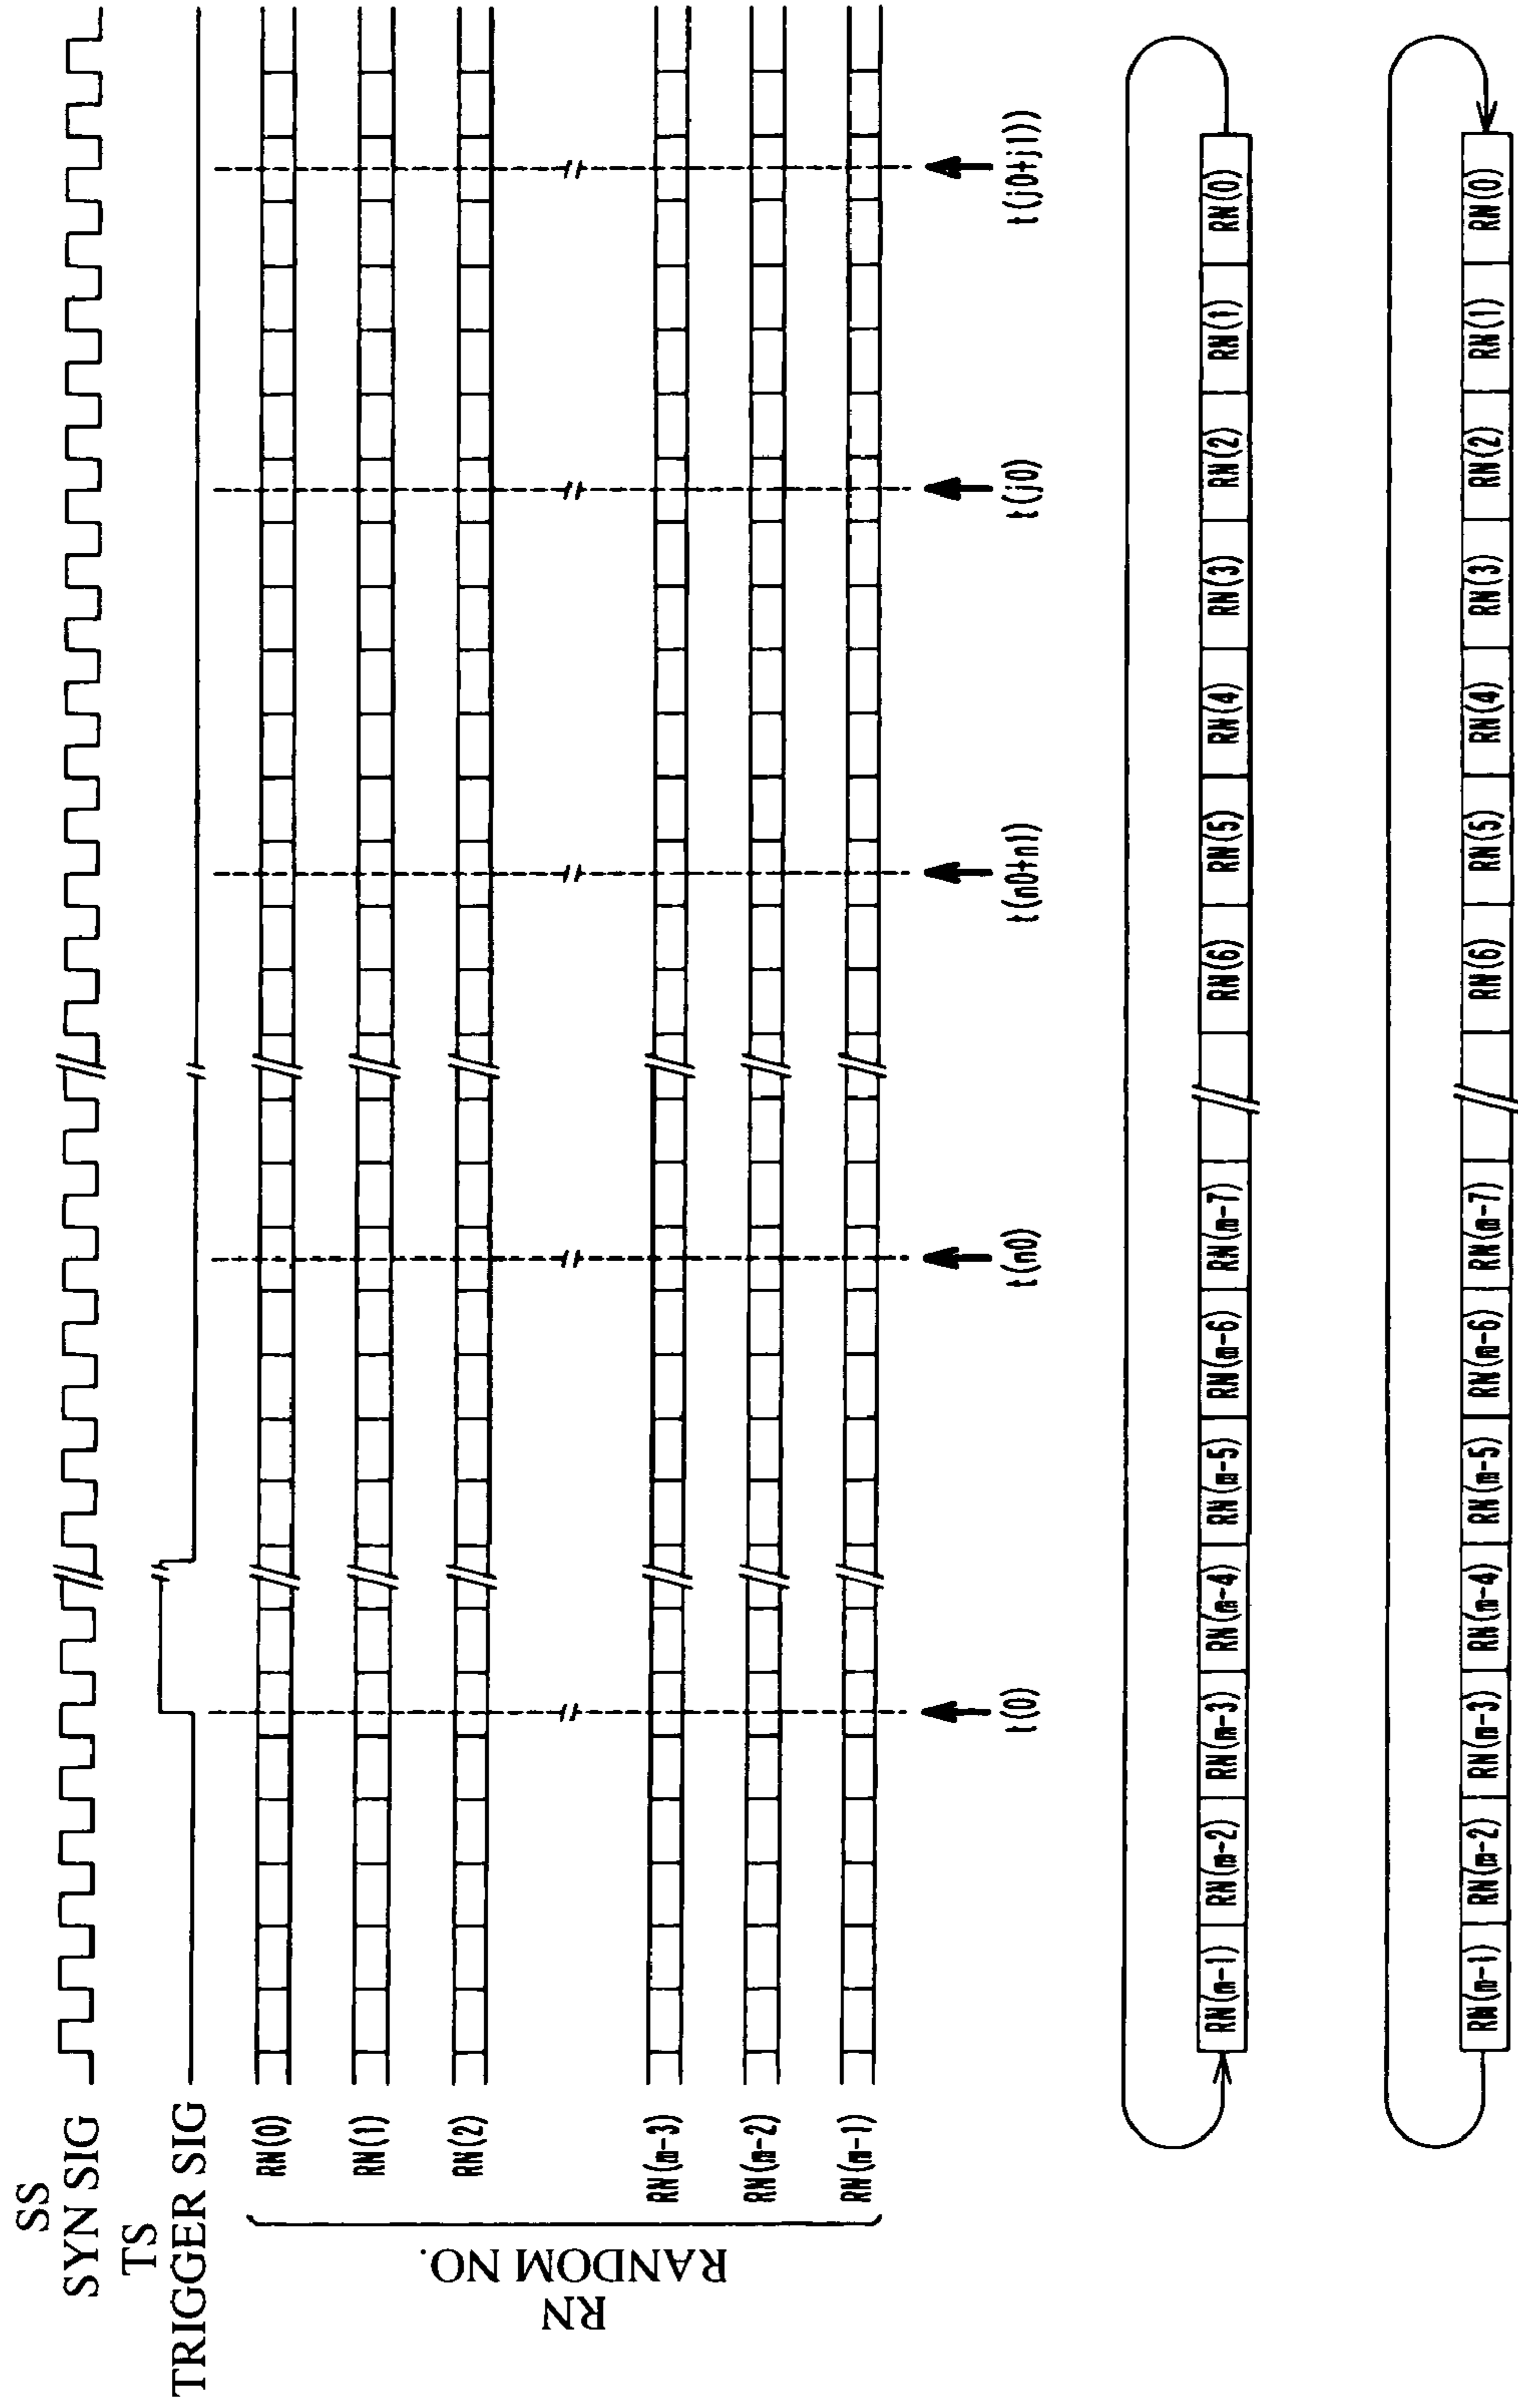 SS
SYN SIG
TS
TRIGGER SIG
RN
RANDOM NO.
RN(0)
RN(1)
RN(2)
RN(m-3)
RN(m-2)
RN(m-1)
t(0) t(n0) t(n0+n1) t(j0) t(j0+j1))
RN(m-1) RN(m-2) RN(m-3) RN(m-4) RN(m-5) RN(m-6) RN(m-7) RN(6) RN(5) RN(4) RN(3) RN(2) RN(1) RN(0)
RN(m-1) RN(m-2) RN(m-3) RN(m-4) RN(m-5) RN(m-6) RN(m-7) RN(6) RN(5) RN(4) RN(3) RN(2) RN(1) RN(0)